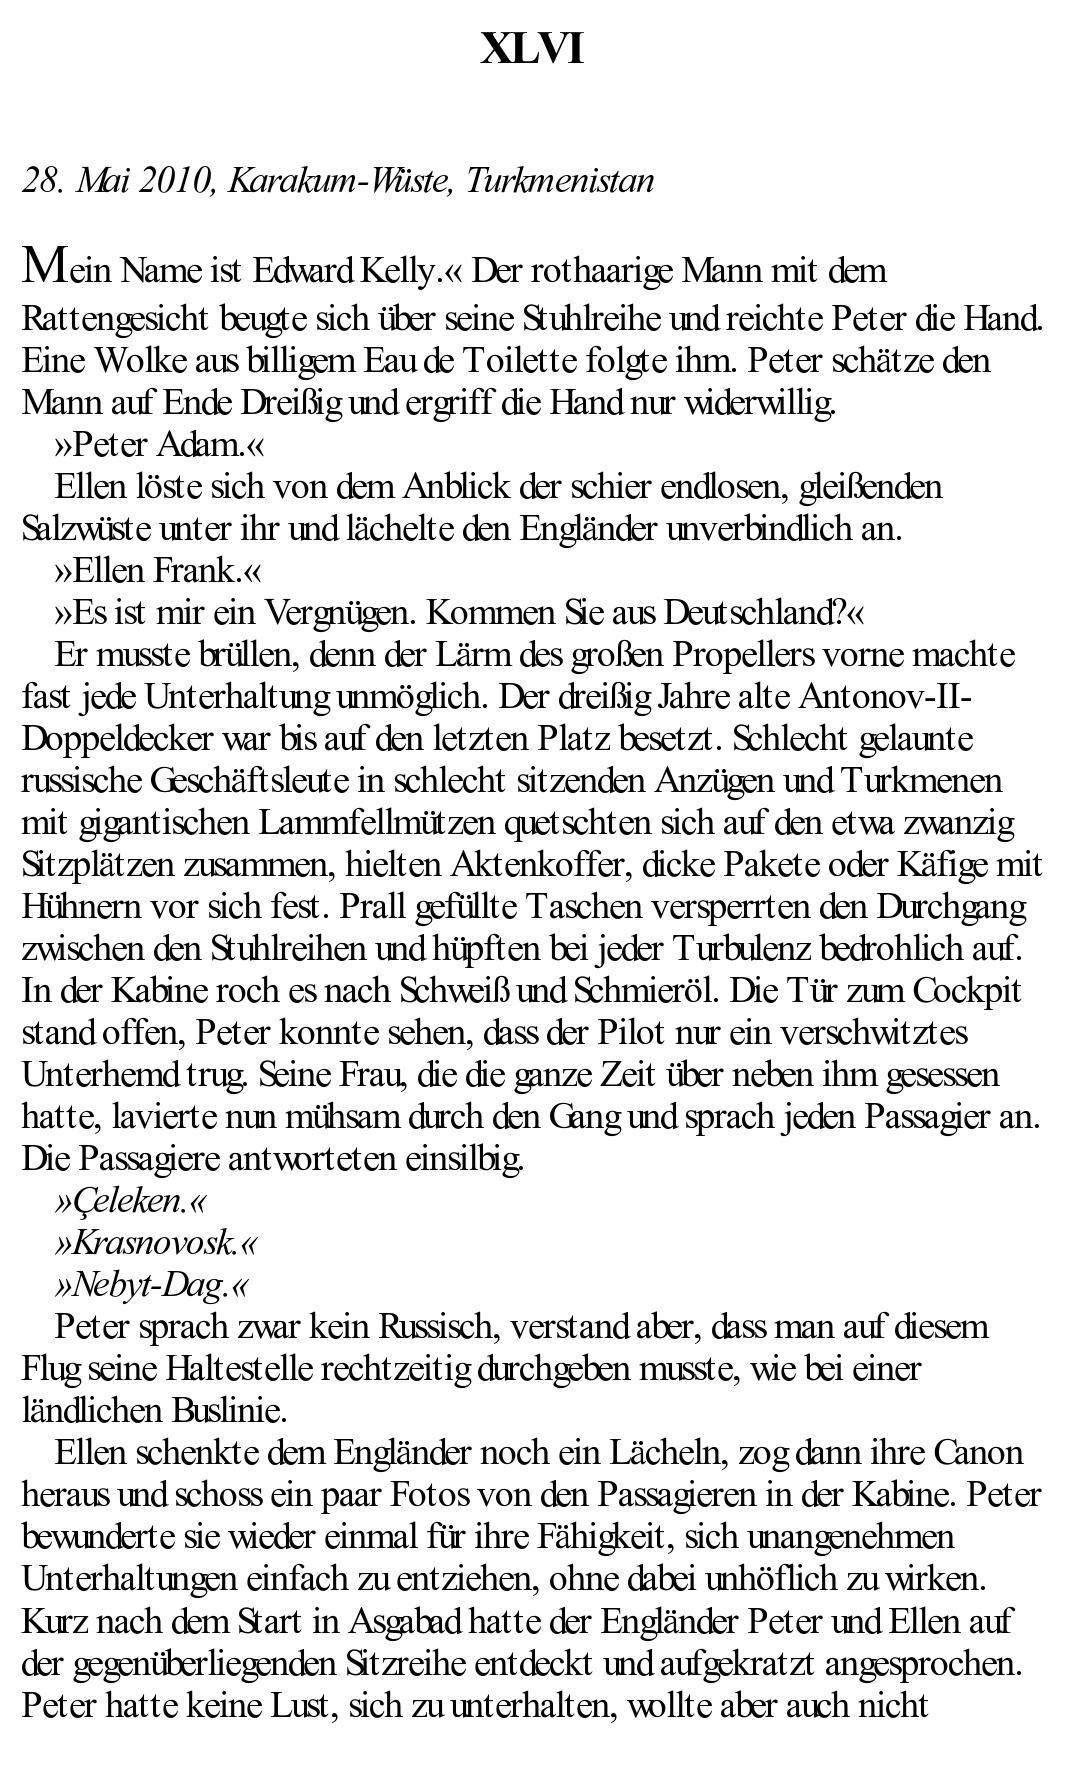 XLVI
28. Mai 2010, Karakum-Wüste, Turkmenistan
Mein Name ist Edward Kelly.« Der rothaarige Mann mit dem
Rattengesicht beugte sich über seine Stuhlreihe und reichte Peter die Hand.
Eine Wolke aus billigem Eau de Toilette folgte ihm. Peter schätze den
Mann auf Ende Dreißig und ergriff die Hand nur widerwillig.
»Peter Adam.«
Ellen löste sich von dem Anblick der schier endlosen, gleißenden
Salzwüste unter ihr und lächelte den Engländer unverbindlich an.
»Ellen Frank.«
»Es ist mir ein Vergnügen. Kommen Sie aus Deutschland?«
Er musste brüllen, denn der Lärm des großen Propellers vorne machte
fast jede Unterhaltung unmöglich. Der dreißig Jahre alte Antonov-II-
Doppeldecker war bis auf den letzten Platz besetzt. Schlecht gelaunte
russische Geschäftsleute in schlecht sitzenden Anzügen und Turkmenen
mit gigantischen Lammfellmützen quetschten sich auf den etwa zwanzig
Sitzplätzen zusammen, hielten Aktenkoffer, dicke Pakete oder Käfige mit
Hühnern vor sich fest. Prall gefüllte Taschen versperrten den Durchgang
zwischen den Stuhlreihen und hüpften bei jeder Turbulenz bedrohlich auf.
In der Kabine roch es nach Schweiß und Schmieröl. Die Tür zum Cockpit
stand offen, Peter konnte sehen, dass der Pilot nur ein verschwitztes
Unterhemd trug. Seine Frau, die die ganze Zeit über neben ihm gesessen
hatte, lavierte nun mühsam durch den Gang und sprach jeden Passagier an.
Die Passagiere antworteten einsilbig.
»Çeleken.«
»Krasnovosk.«
»Nebyt-Dag.«
Peter sprach zwar kein Russisch, verstand aber, dass man auf diesem
Flug seine Haltestelle rechtzeitig durchgeben musste, wie bei einer
ländlichen Buslinie.
Ellen schenkte dem Engländer noch ein Lächeln, zog dann ihre Canon
heraus und schoss ein paar Fotos von den Passagieren in der Kabine. Peter
bewunderte sie wieder einmal für ihre Fähigkeit, sich unangenehmen
Unterhaltungen einfach zu entziehen, ohne dabei unhöflich zu wirken.
Kurz nach dem Start in Asgabad hatte der Engländer Peter und Ellen auf
der gegenüberliegenden Sitzreihe entdeckt und aufgekratzt angesprochen.
Peter hatte keine Lust, sich zu unterhalten, wollte aber auch nicht